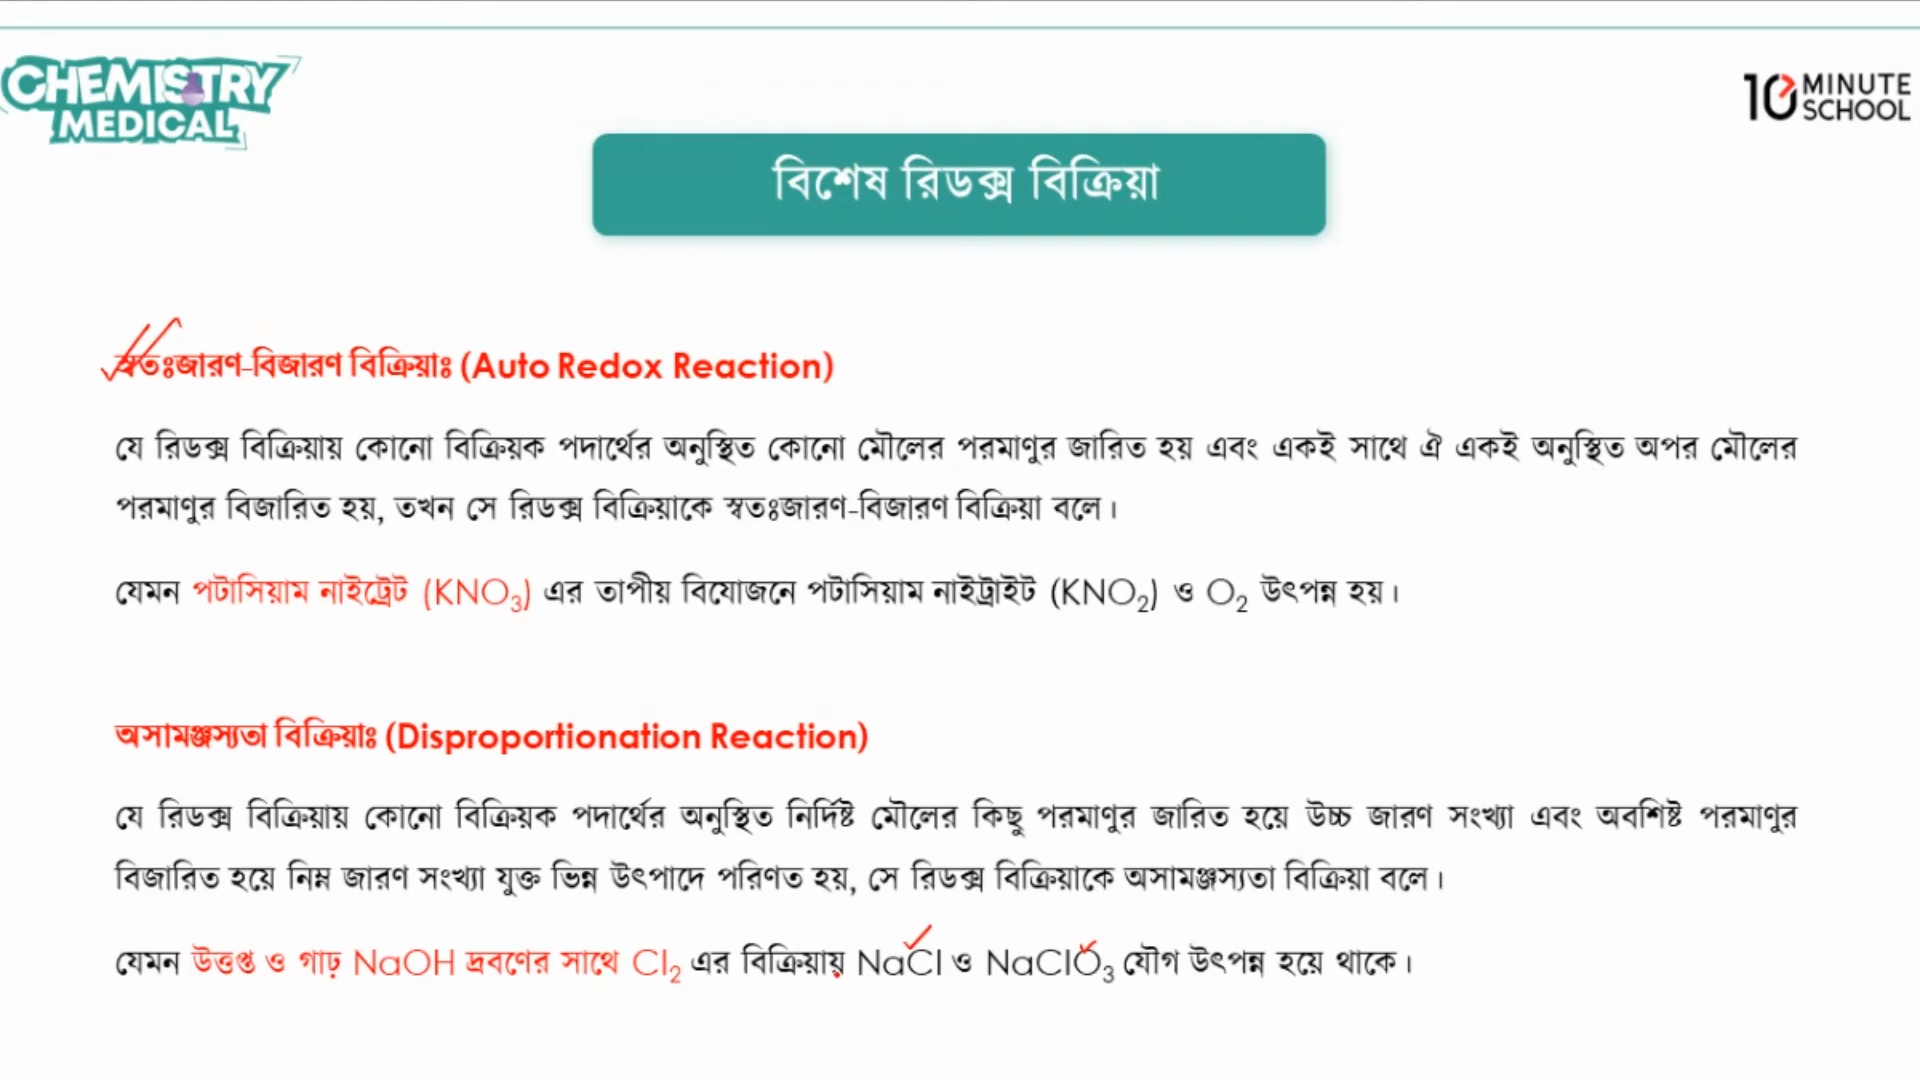 CHEMISTRY
MEDICAL
10 MINUTE
SCHOOL
বিশেষ রিডক্স বিক্রিয়া
স্বতঃজারণ-বিজারণ বিক্রিয়াঃ (Auto Redox Reaction)
যে রিডক্স বিক্রিয়ায় কোনো বিক্রিয়ক পদার্থের অনুস্থিত কোনো মৌলের পরমাণুর জারিত হয় এবং একই সাথে ঐ একই অনুস্থিত অপর মৌলের
পরমাণুর বিজারিত হয়, তখন সে রিডক্স বিক্রিয়াকে স্বতঃজারণ-বিজারণ বিক্রিয়া বলে।
যেমন পটাসিয়াম নাইট্রেট (KNO₃) এর তাপীয় বিযোজনে পটাসিয়াম নাইট্রাইট (KNO₂) ও O₂ উৎপন্ন হয়।
অসামঞ্জস্যতা বিক্রিয়াঃ (Disproportionation Reaction)
যে রিডক্স বিক্রিয়ায় কোনো বিক্রিয়ক পদার্থের অনুস্থিত নির্দিষ্ট মৌলের কিছু পরমাণুর জারিত হয়ে উচ্চ জারণ সংখ্যা এবং অবশিষ্ট পরমাণুর
বিজারিত হয়ে নিম্ন জারণ সংখ্যা যুক্ত ভিন্ন উৎপাদে পরিণত হয়, সে রিডক্স বিক্রিয়াকে অসামঞ্জস্যতা বিক্রিয়া বলে।
যেমন উত্তপ্ত ও গাঢ় NaOH দ্রবণের সাথে Cl₂ এর বিক্রিয়ায় NaCl ও NaClO₃ যৌগ উৎপন্ন হয়ে থাকে।